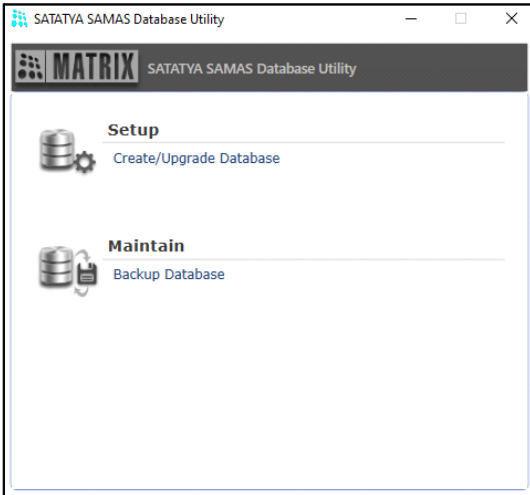 SATATYA SAMAS Database Utility
MATRIX SATATYA SAMAS Database Utility
Setup
Create/Upgrade Database
Maintain
Backup Database